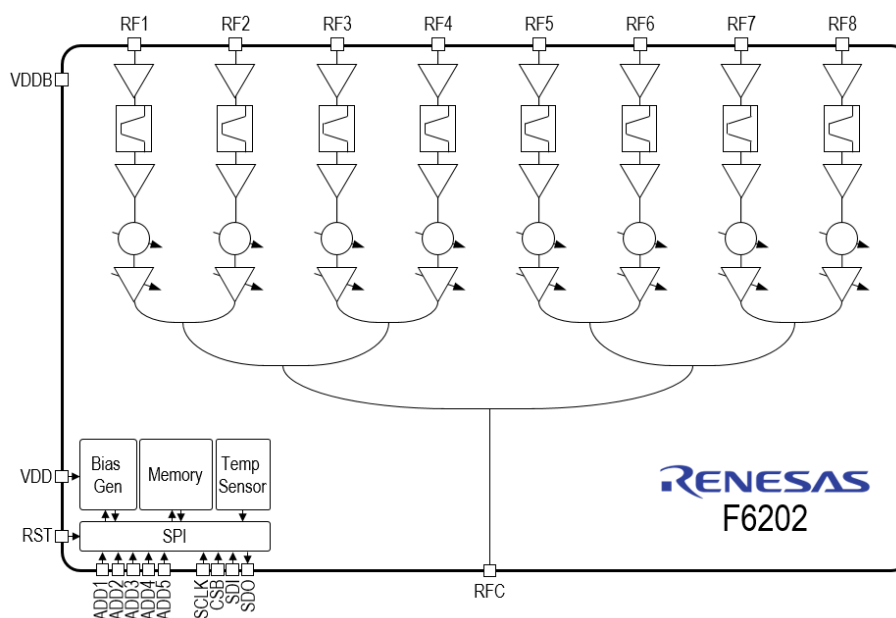 RF1 RF2 RF3 RF4 RF5 RF6 RF7 RF8
VDDB
VDD
Bias
Gen
Memory
Temp
Sensor
RENESAS
F6202
RST
SPI
ADD1
ADD2
ADD3
ADD4
ADD5
SCLK
CSB
SDI
SDO
RFC